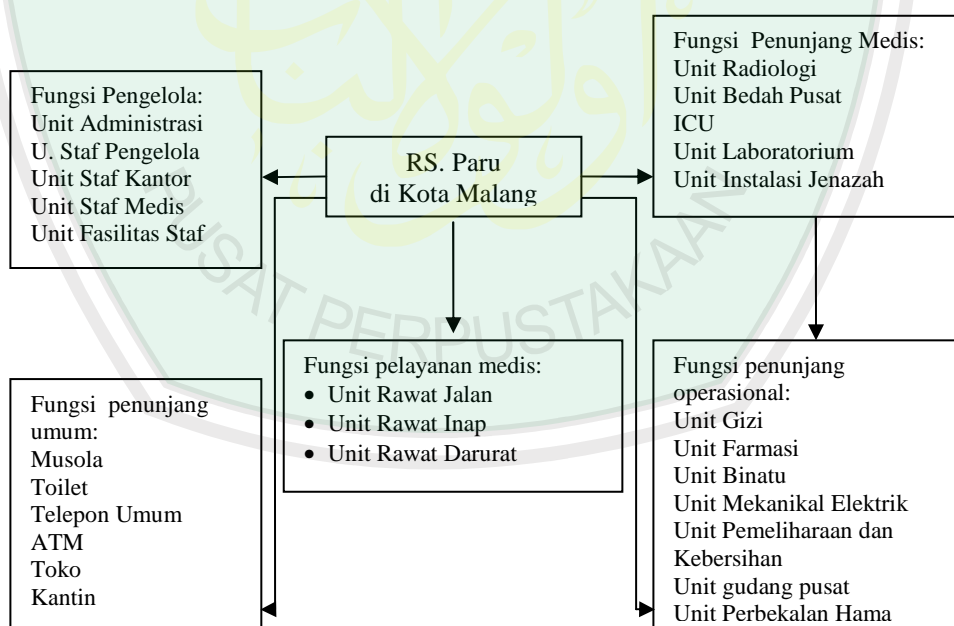 RS. Paru
di Kota Malang
Fungsi Pengelola:
Unit Administrasi
U. Staf Pengelola
Unit Staf Kantor
Unit Staf Medis
Unit Fasilitas Staf
Fungsi Penunjang Medis:
Unit Radiologi
Unit Bedah Pusat
ICU
Unit Laboratorium
Unit Instalasi Jenazah
Fungsi penunjang
umum:
Musola
Toilet
Telepon Umum
ATM
Toko
Kantin
Fungsi pelayanan medis:
• Unit Rawat Jalan
• Unit Rawat Inap
• Unit Rawat Darurat
Fungsi penunjang
operasional:
Unit Gizi
Unit Farmasi
Unit Binatu
Unit Mekanikal Elektrik
Unit Pemeliharaan dan
Kebersihan
Unit gudang pusat
Unit Perbekalan Hama
PUSAT PERPUSTAKAAN